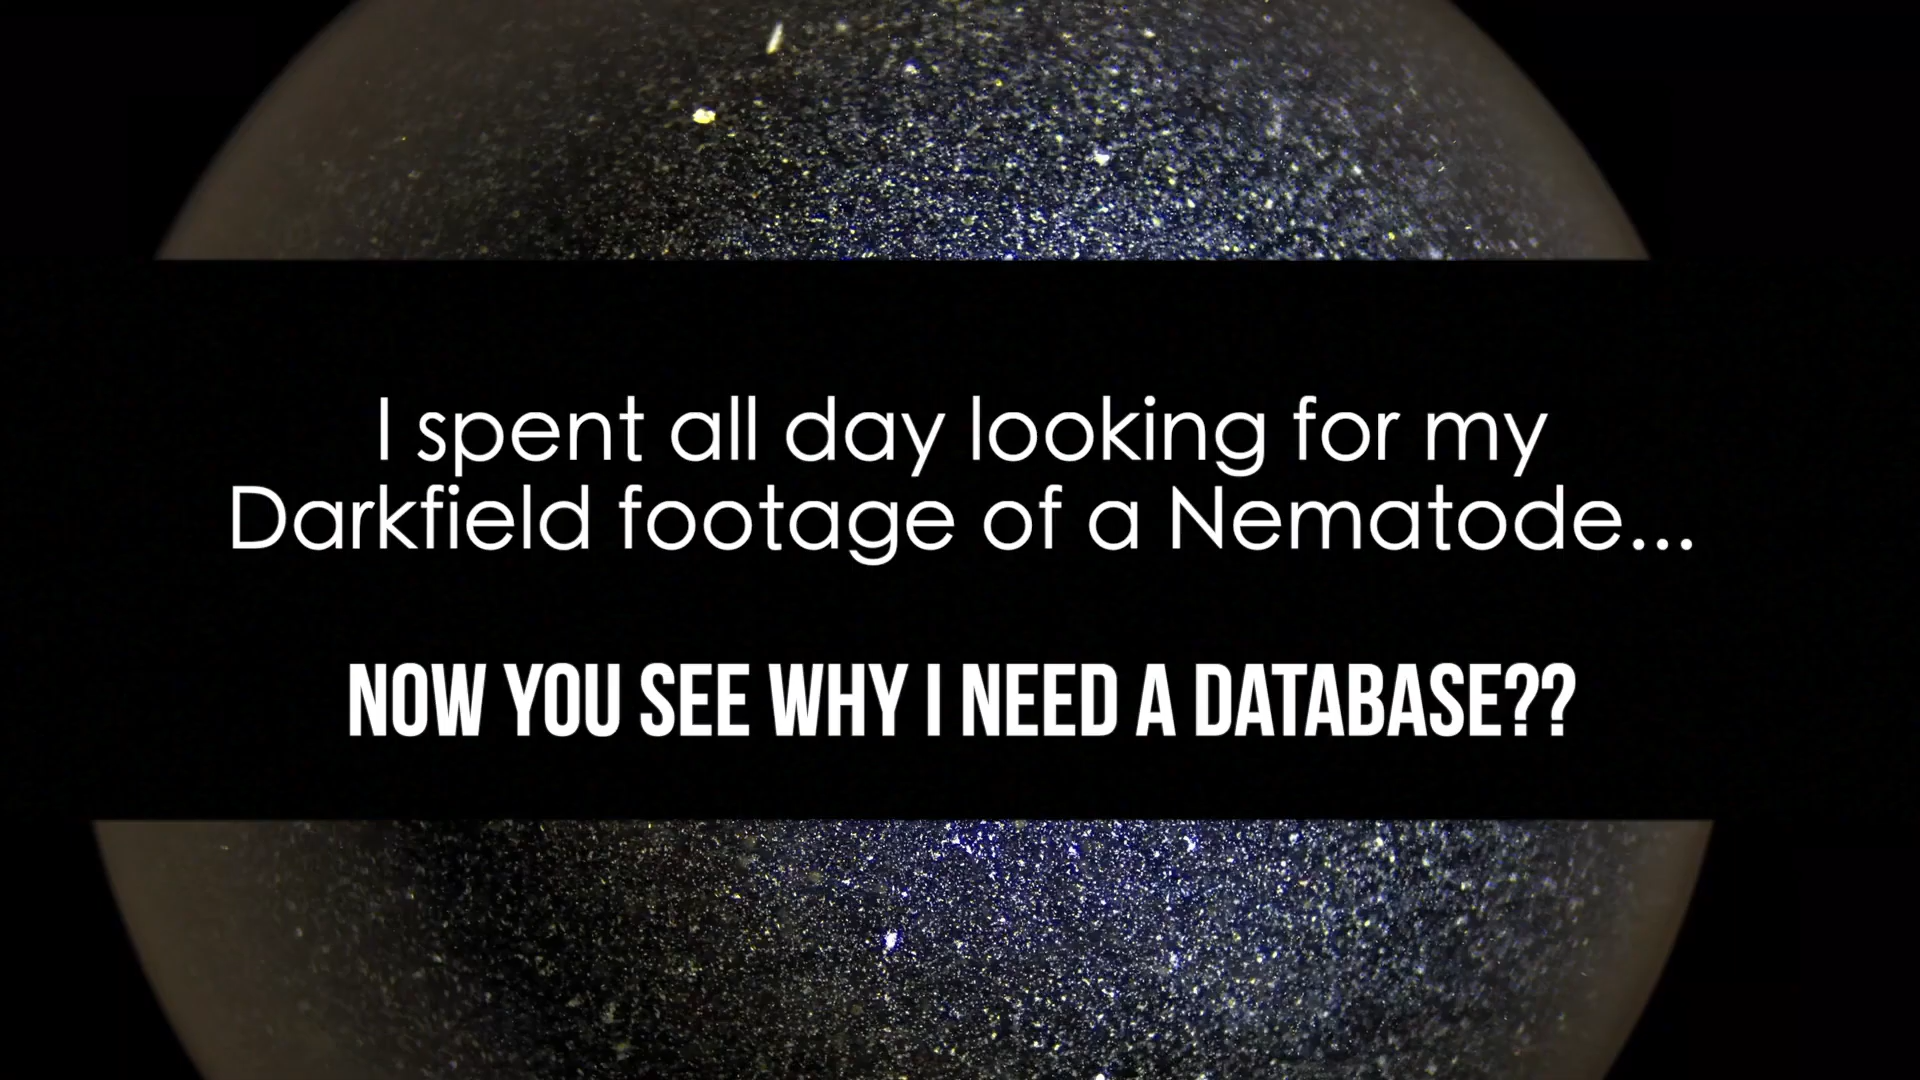 I spent all day looking for my
Darkfield footage of a Nematode...
NOW YOU SEE WHY I NEED A DATABASE??